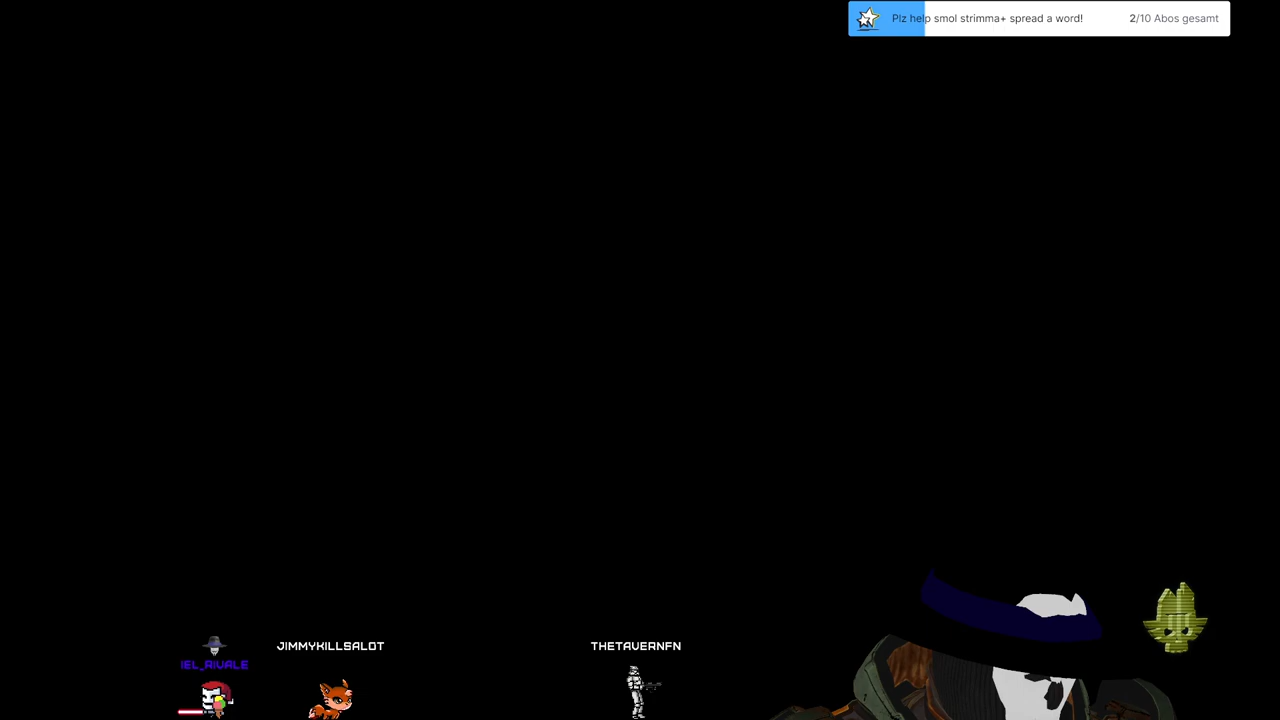 Plz help smol strimma+ spread a word! 2/10 Abos gesamt
JIMMYKILLSALOT
THETAVERNFN
IEL_RIVALE